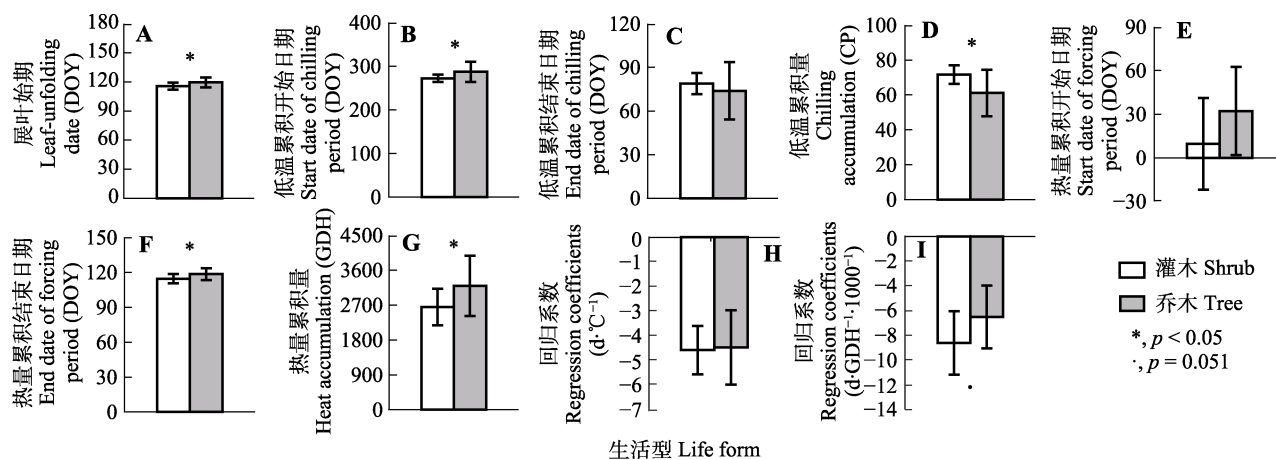 展叶始期
Leaf-unfolding
date (DOY)
180
150
120
90
60
30
0
A
*
低温累积开始日期
Start date of chilling
period (DOY)
400
300
200
100
0
B
*
低温累积结束日期
End date of chilling
period (DOY)
120
90
60
30
0
C
低温累积量
Chilling
accumulation (CP)
100
80
60
40
20
0
D
*
热量累积开始日期
Start date of forcing
period (DOY)
90
60
30
0
−30
E
热量累积结束日期
End date of forcing
period (DOY)
150
120
90
60
30
0
F
*
热量累积量
Heat accumulation (GDH)
4500
3600
2700
1800
900
0
G
*
回归系数
Regression coefficients
(d·℃⁻¹)
0
−1
−2
−3
−4
−5
−6
−7
H
回归系数
Regression coefficients
(d·GDH⁻¹·1000⁻¹)
0
−2
−4
−6
−8
−10
−12
−14
I
·
灌木 Shrub
乔木 Tree
*, p < 0.05
·, p = 0.051
生活型 Life form